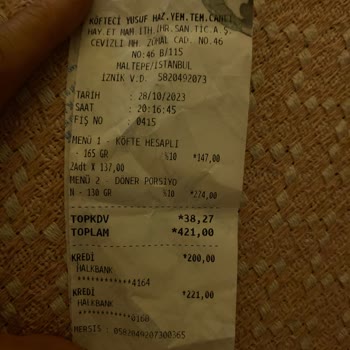 KÖFTECİ YUSUF HAZ.YEM.TEM.CANLI
HAY.ET MAM.İTH.İHR.SAN.TİC.A.Ş.
CEVİZLİ MH. ZUHAL CAD. NO.46
NO:46 B/115
MALTEPE/İSTANBUL
İZNİK V.D. 5820492073
TARİH : 28/10/2023
SAAT : 20:16:45
FİŞ NO : 0415
MENÜ 1 - KÖFTE HESAPLI
- 165 GR %10 *147,00
2Adt X 137,00
MENÜ 2 - DÖNER PORSİYO
N - 130 GR %10 *274,00
TOPKDV *38,27
TOPLAM *421,00
KREDİ *200,00
HALKBANK
************4164
KREDİ *221,00
HALKBANK
************0160
MERSİS : 0582049207300365